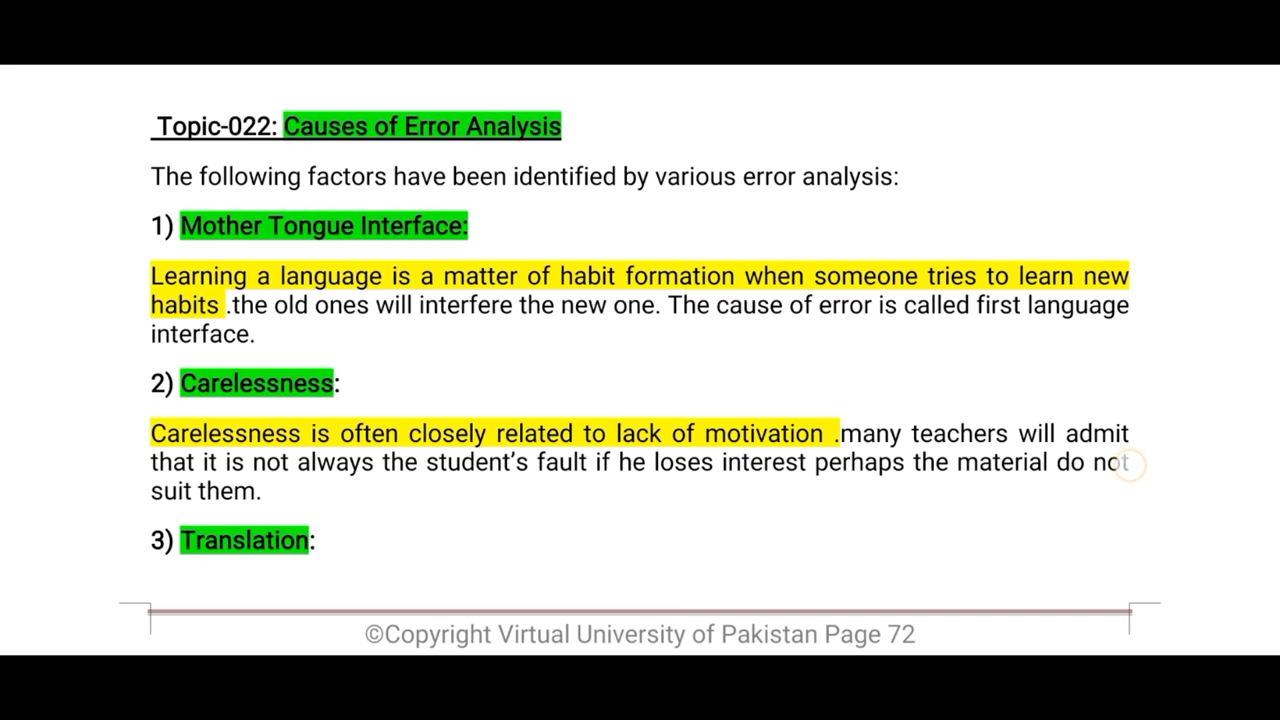 Topic-022: Causes of Error Analysis
The following factors have been identified by various error analysis:
1) Mother Tongue Interface:
Learning a language is a matter of habit formation when someone tries to learn new
habits .the old ones will interfere the new one. The cause of error is called first language
interface.
2) Carelessness:
Carelessness is often closely related to lack of motivation .many teachers will admit
that it is not always the student’s fault if he loses interest perhaps the material do not
suit them.
3) Translation:
©Copyright Virtual University of Pakistan Page 72